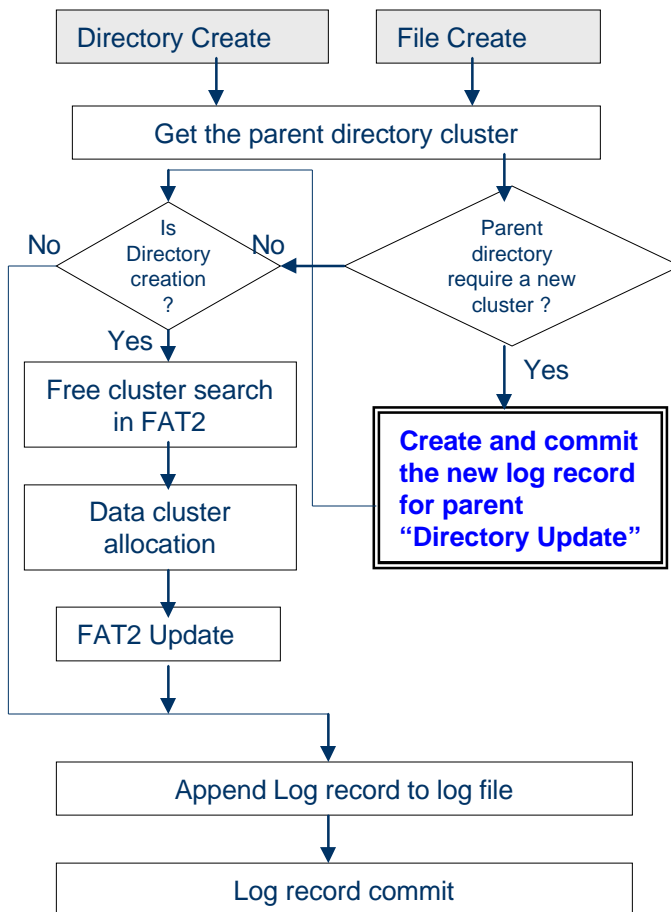 Directory Create
File Create
Get the parent directory cluster
No
Is
Directory
creation
?
No
Parent
directory
require a new
cluster ?
Yes
Yes
Free cluster search
in FAT2
Create and commit
the new log record
for parent
“Directory Update”
Data cluster
allocation
FAT2 Update
Append Log record to log file
Log record commit